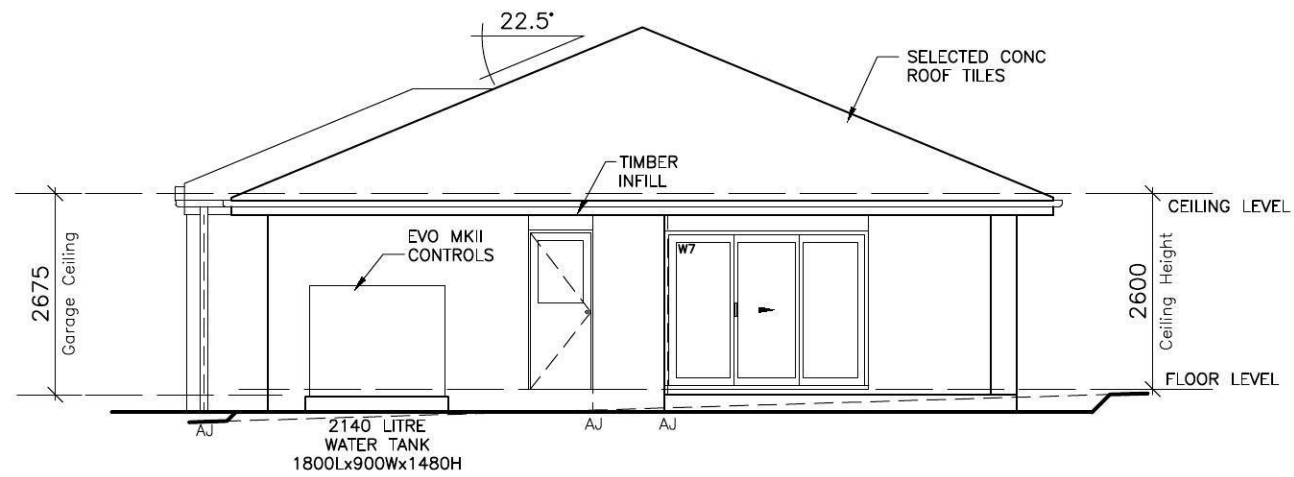 22.5°
SELECTED CONC
ROOF TILES
TIMBER
INFILL
CEILING LEVEL
EVO MKII
CONTROLS
W7
2675
Garage Ceiling
2600
Ceiling Height
FLOOR LEVEL
AJ
2140 LITRE
WATER TANK
1800Lx900Wx1480H
AJ
AJ